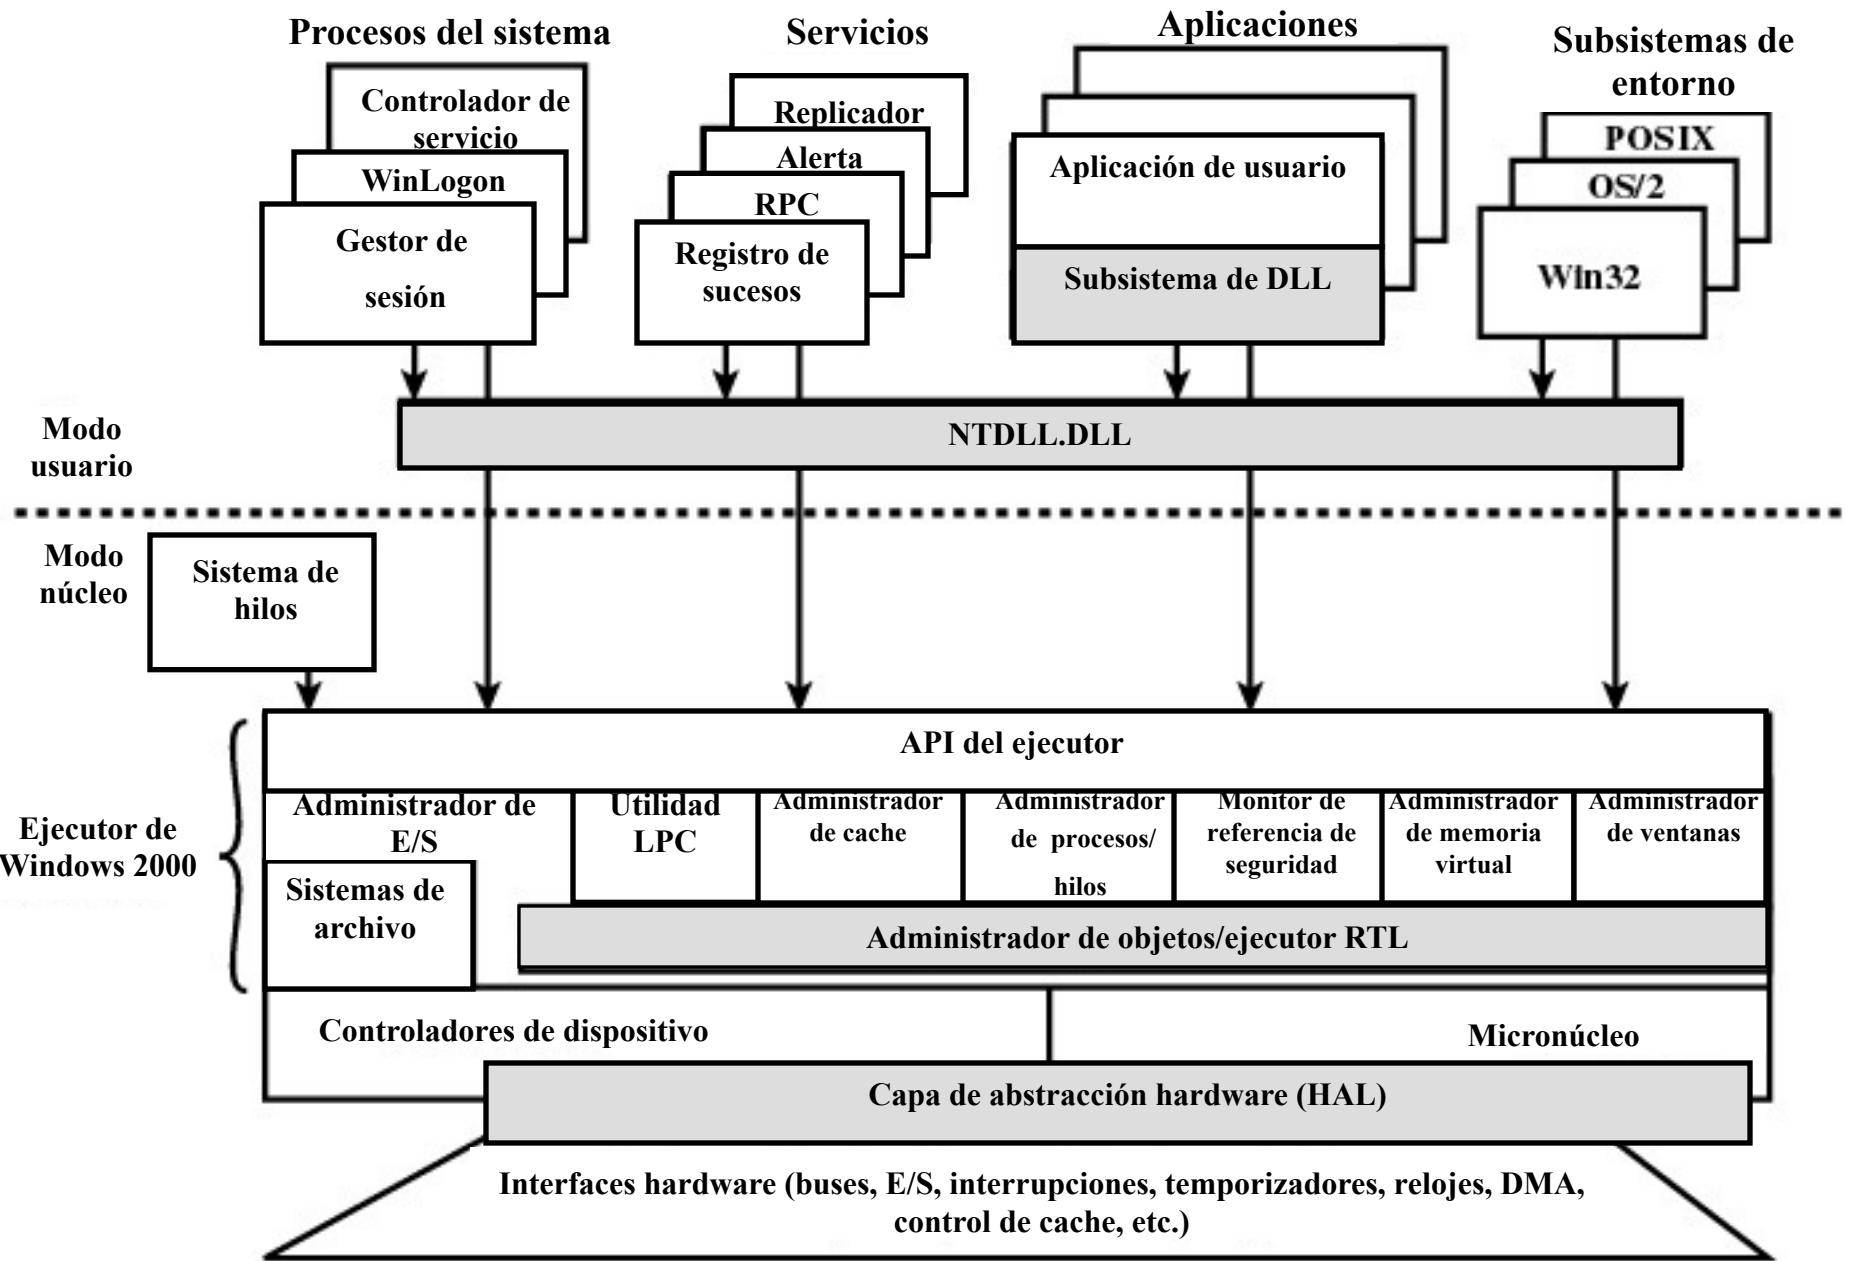 Procesos del sistema
Servicios
Aplicaciones
Subsistemas de
entorno
Controlador de
servicio
WinLogon
Gestor de
sesión
Replicador
Alerta
RPC
Registro de
sucesos
Aplicación de usuario
Subsistema de DLL
POSIX
OS/2
Win32
Modo
usuario
NTDLL.DLL
Modo
núcleo
Sistema de
hilos
API del ejecutor
Ejecutor de
Windows 2000
Administrador de
E/S
Utilidad
LPC
Administrador
de cache
Administrador
de procesos/
hilos
Monitor de
referencia de
seguridad
Administrador
de memoria
virtual
Administrador
de ventanas
Sistemas de
archivo
Administrador de objetos/ejecutor RTL
Controladores de dispositivo
Micronúcleo
Capa de abstracción hardware (HAL)
Interfaces hardware (buses, E/S, interrupciones, temporizadores, relojes, DMA,
control de cache, etc.)